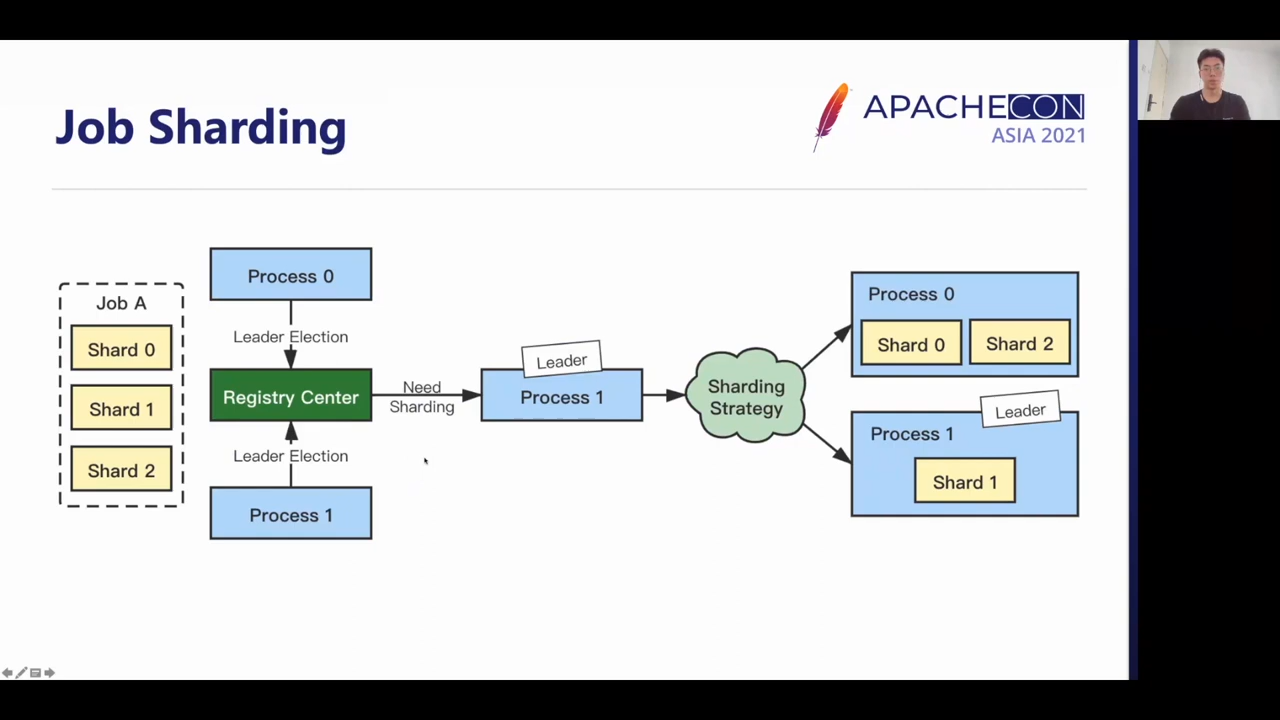 Job Sharding
APACHECON
ASIA 2021
Job A
Shard 0
Shard 1
Shard 2
Process 0
Leader Election
Registry Center
Leader Election
Process 1
Need
Sharding
Leader
Process 1
Sharding
Strategy
Process 0
Shard 0
Shard 2
Leader
Process 1
Shard 1